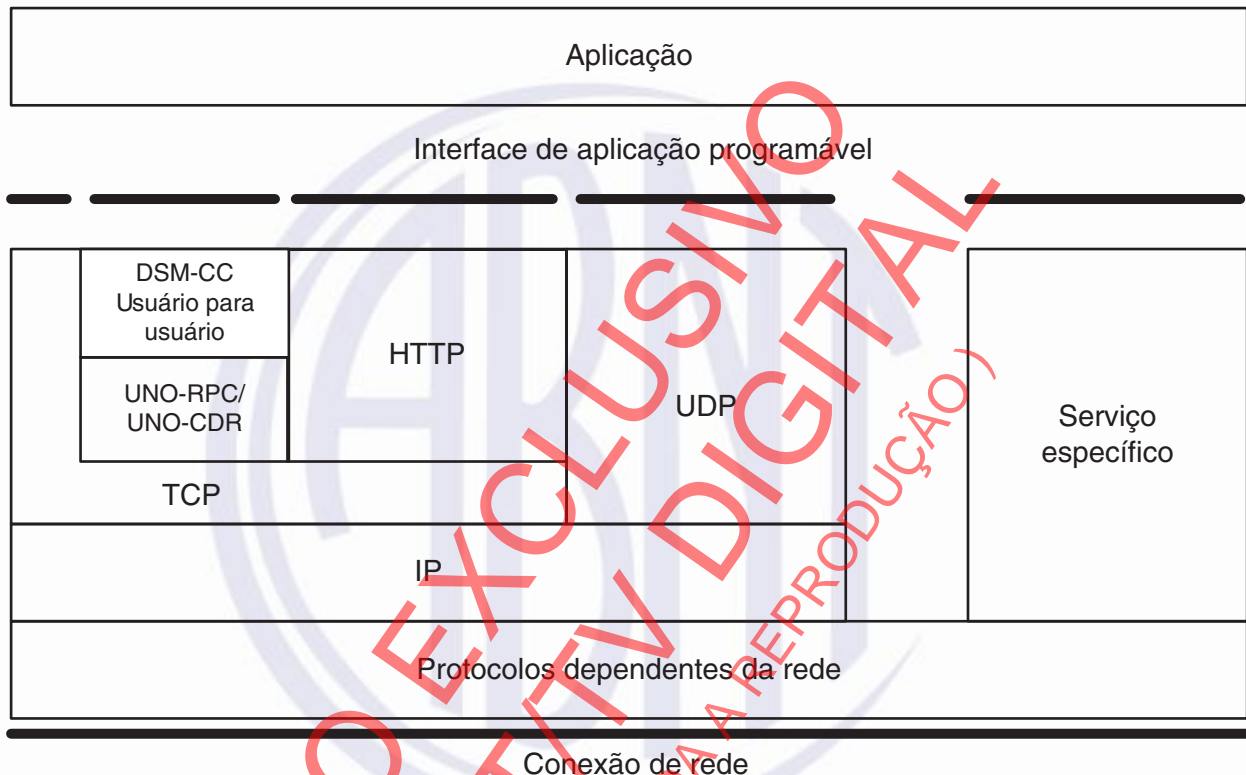 Aplicação
Interface de aplicação programável
DSM-CC
Usuário para
usuário
HTTP
UNO-RPC/
UNO-CDR
UDP
Serviço
específico
TCP
IP
Protocolos dependentes da rede
Conexão de rede
EXCLUSIVO
TV DIGITAL
A REPRODUÇÃO )
ABNT